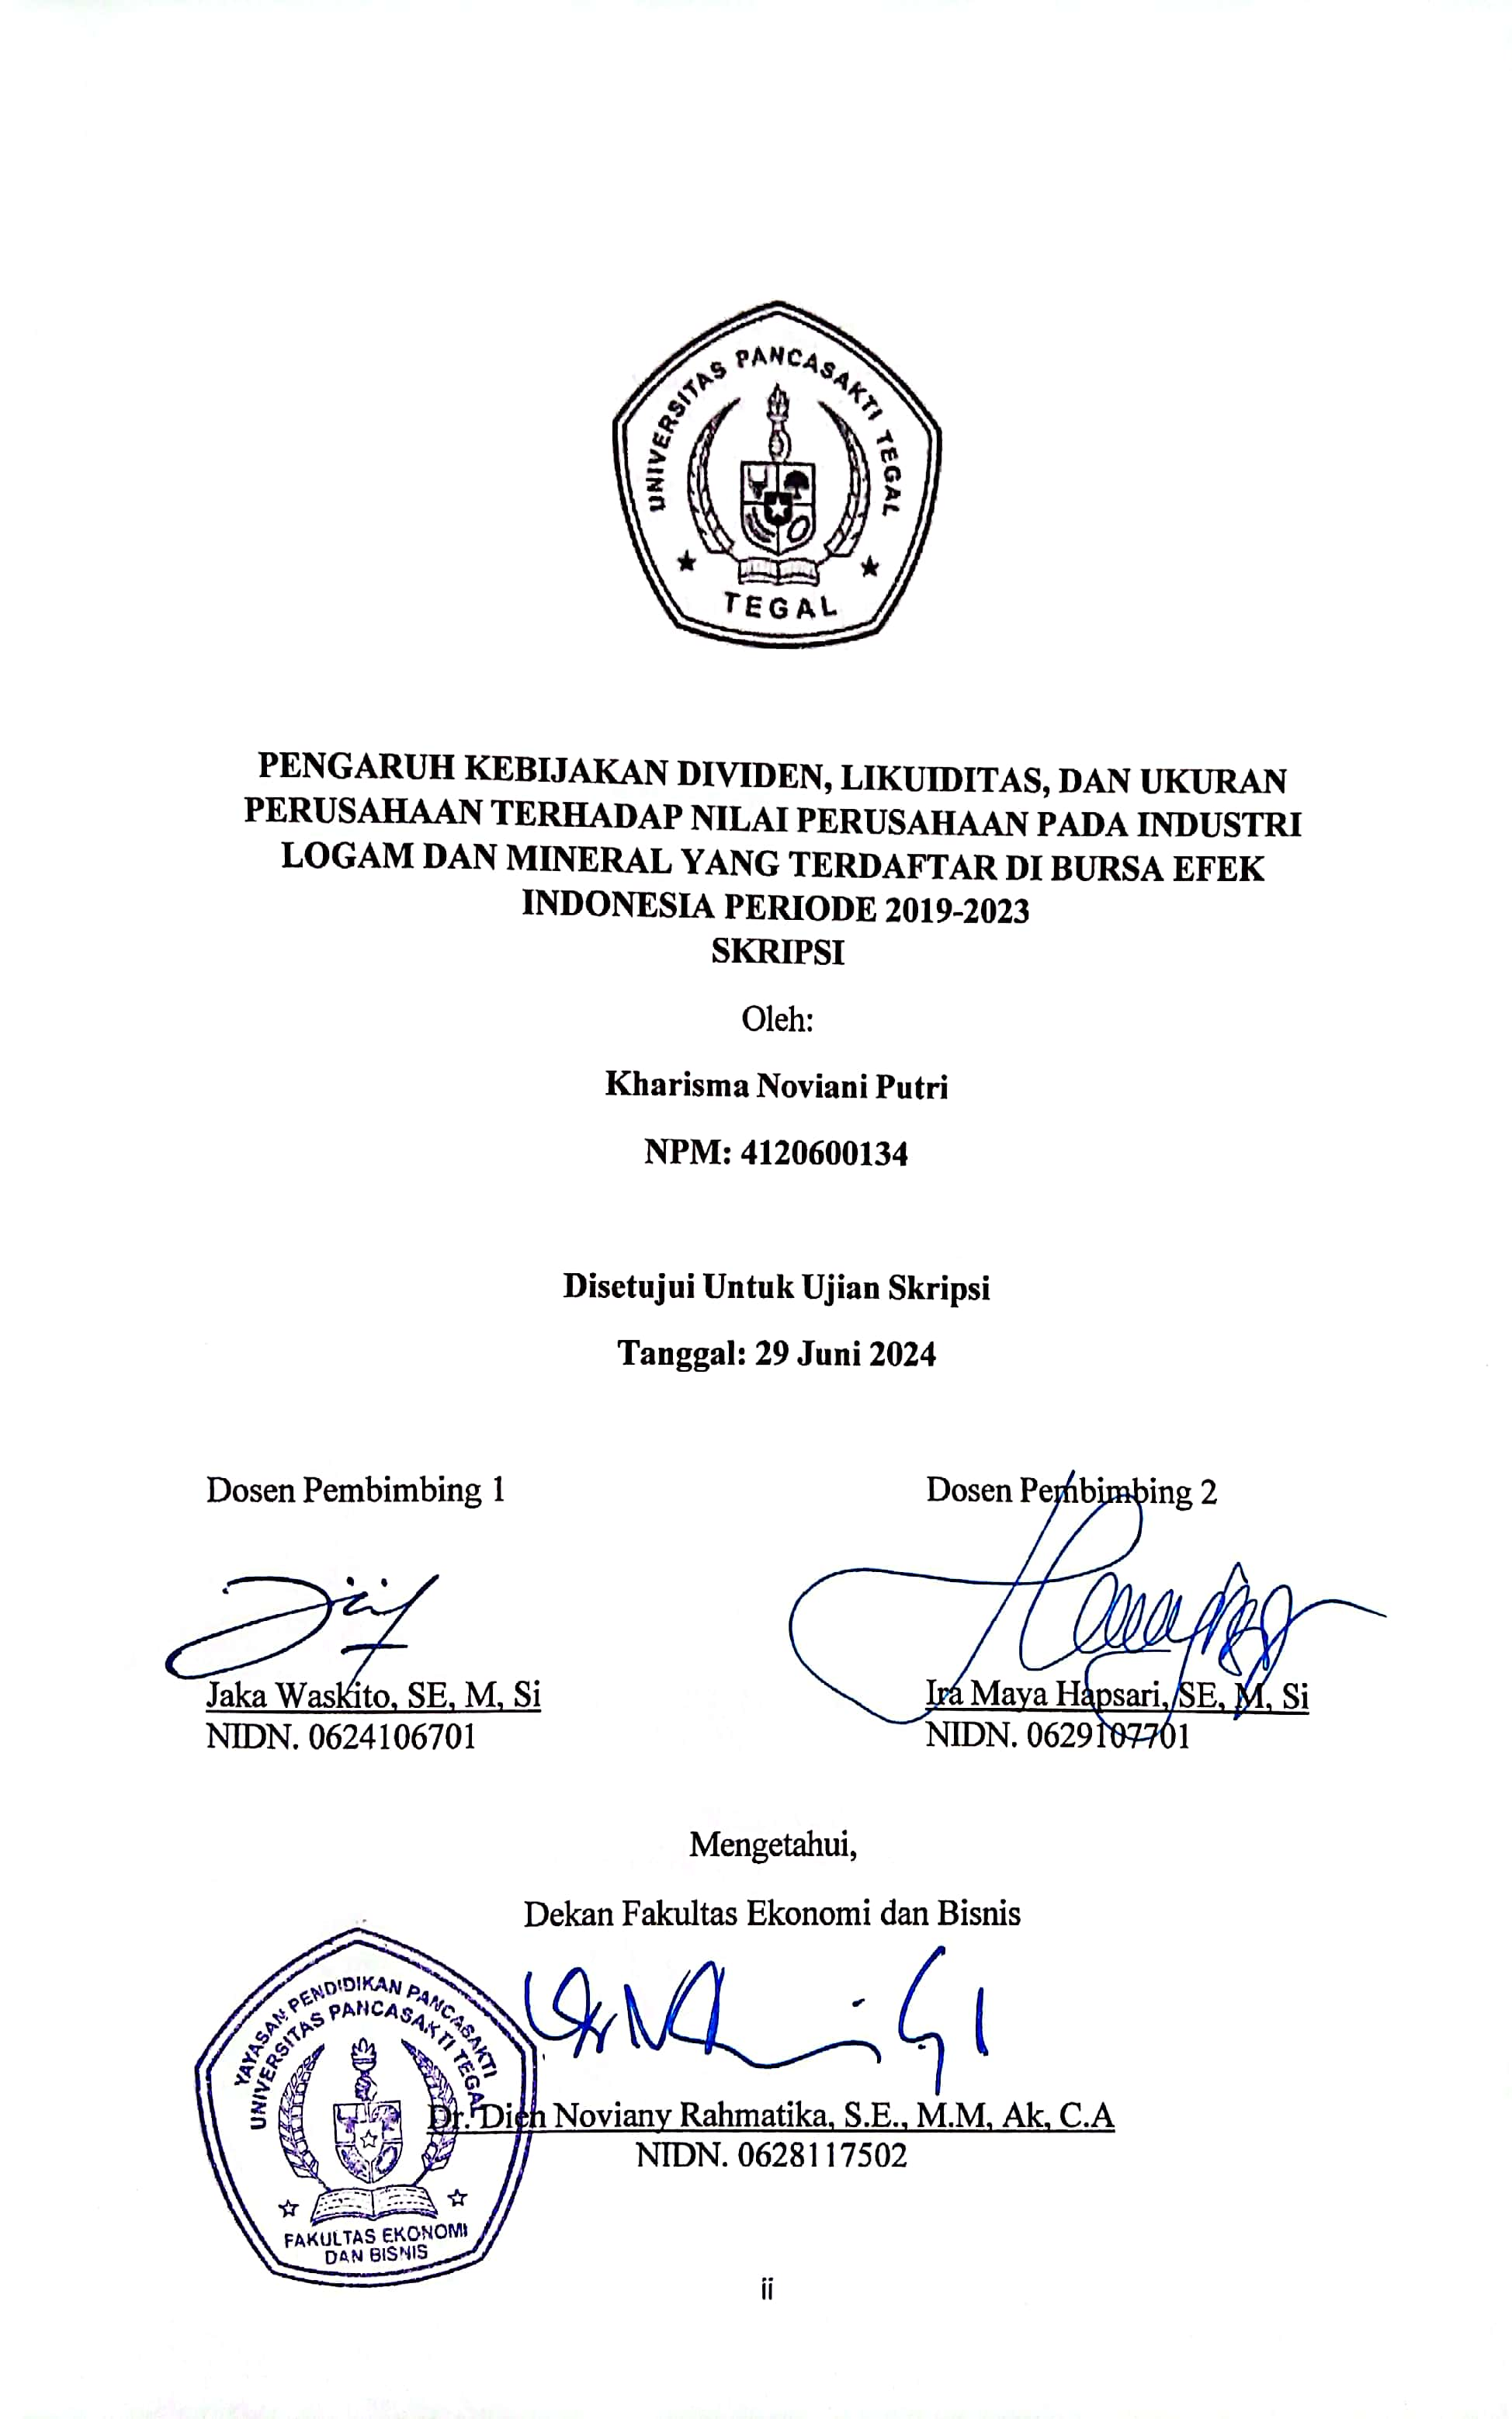 UNIVERSITAS PANCASAKTI TEGAL
TEGAL
PENGARUH KEBIJAKAN DIVIDEN, LIKUIDITAS, DAN UKURAN
PERUSAHAAN TERHADAP NILAI PERUSAHAAN PADA INDUSTRI
LOGAM DAN MINERAL YANG TERDAFTAR DI BURSA EFEK
INDONESIA PERIODE 2019-2023
SKRIPSI
Oleh:
Kharisma Noviani Putri
NPM: 4120600134
Disetujui Untuk Ujian Skripsi
Tanggal: 29 Juni 2024
Dosen Pembimbing 1
Dosen Pembimbing 2
Jaka Waskito, SE, M, Si
NIDN. 0624106701
Ira Maya Hapsari, SE, M, Si
NIDN. 0629107701
Mengetahui,
Dekan Fakultas Ekonomi dan Bisnis
YAYASAN PENDIDIKAN PANCASAKTI
UNIVERSITAS PANCASAKTI TEGAL
Dr. Dien Noviany Rahmatika, S.E., M.M, Ak, C.A
NIDN. 0628117502
FAKULTAS EKONOMI
DAN BISNIS
ii